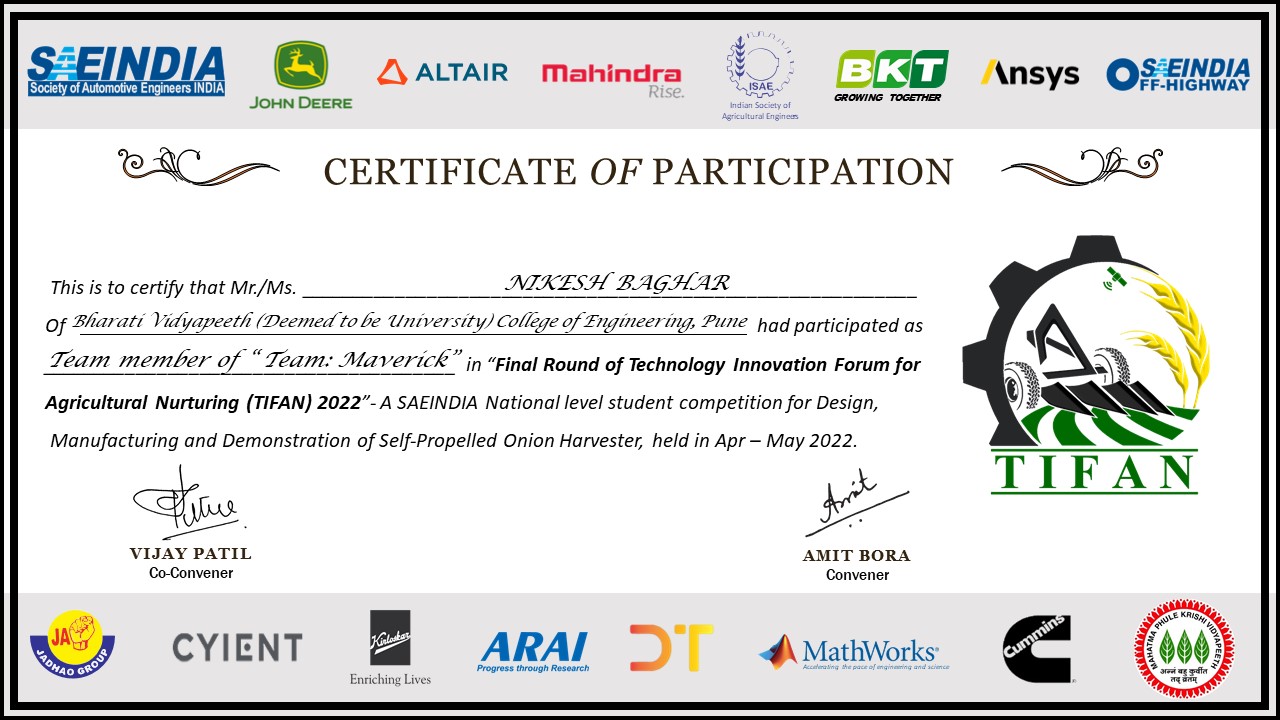 SAEINDIA
Society of Automotive Engineers INDIA
JOHN DEERE
ALTAIR
Mahindra
Rise.
ISAE
Indian Society of
Agricultural Engineers
BKT
GROWING TOGETHER
Ansys
SAEINDIA
FF-HIGHWAY
CERTIFICATE OF PARTICIPATION
This is to certify that Mr./Ms. NIKESH BAGHAR
Of Bharati Vidyapeeth (Deemed to be University) College of Engineering, Pune had participated as
Team member of “ Team: Maverick” in “Final Round of Technology Innovation Forum for
Agricultural Nurturing (TIFAN) 2022”- A SAEINDIA National level student competition for Design,
Manufacturing and Demonstration of Self-Propelled Onion Harvester, held in Apr – May 2022.
TIFAN
Amit
VIJAY PATIL
Co-Convener
AMIT BORA
Convener
JA
JADHAO GROUP
CYIENT
Kirloskar
Enriching Lives
ARAI
Progress through Research
DT
MathWorks®
Accelerating the pace of engineering and science
Cummins
MAHATMA PHULE KRISHI VIDYAPEETH
अन्नं बहु कुर्वीत
तद् व्रतम्